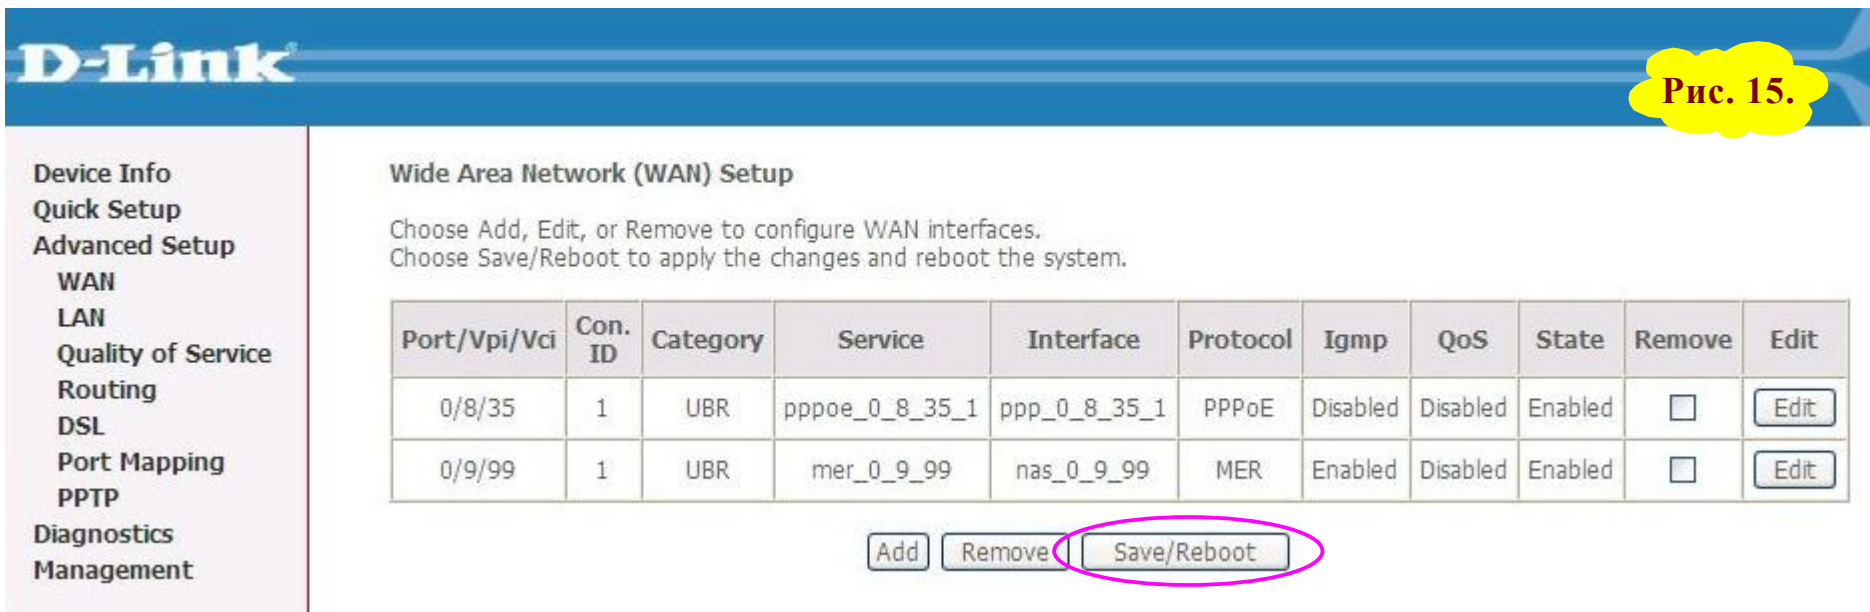 D-Link
Рис. 15.
Device Info
Quick Setup
Advanced Setup
WAN
LAN
Quality of Service
Routing
DSL
Port Mapping
PPTP
Diagnostics
Management
Wide Area Network (WAN) Setup
Choose Add, Edit, or Remove to configure WAN interfaces.
Choose Save/Reboot to apply the changes and reboot the system.
Port/Vpi/Vci Con. ID Category Service Interface Protocol Igmp QoS State Remove Edit
0/8/35 1 UBR pppoe_0_8_35_1 ppp_0_8_35_1 PPPoE Disabled Disabled Enabled Edit
0/9/99 1 UBR mer_0_9_99 nas_0_9_99 MER Enabled Disabled Enabled Edit
Add Remove Save/Reboot